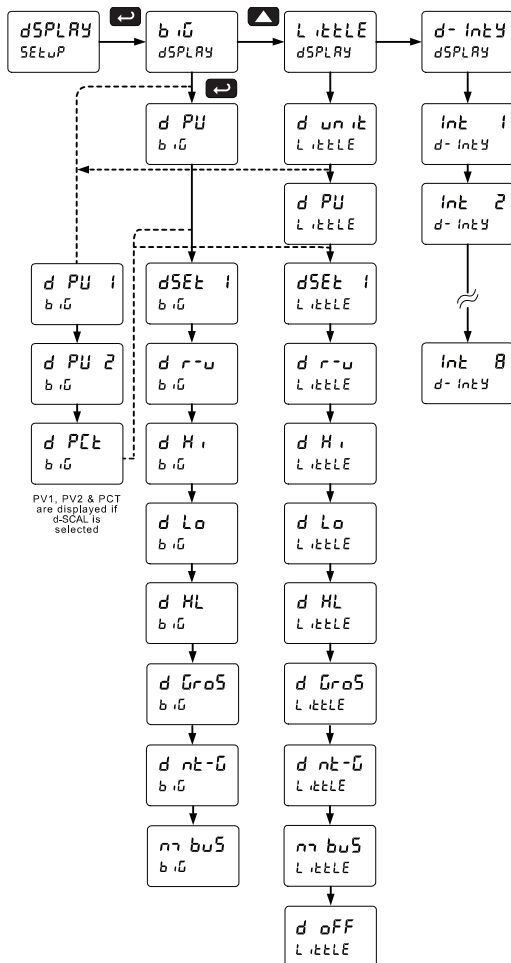 dSPLAY
SEtuP
biG
dSPLAY
LittLE
dSPLAY
d-IntY
dSPLAY
d PU
biG
d unit
LittLE
Int 1
d-IntY
d PU
LittLE
Int 2
d-IntY
d PU 1
biG
dSEt 1
biG
dSEt 1
LittLE
d PU 2
biG
d r-u
biG
d r-u
LittLE
Int 8
d-IntY
d PCt
biG
d Hi
biG
d Hi
LittLE
PV1, PV2 & PCT
are displayed if
d-SCAL is
selected
d Lo
biG
d Lo
LittLE
d HL
biG
d HL
LittLE
d GroS
biG
d GroS
LittLE
d nt-G
biG
d nt-G
LittLE
m buS
biG
m buS
LittLE
d oFF
LittLE